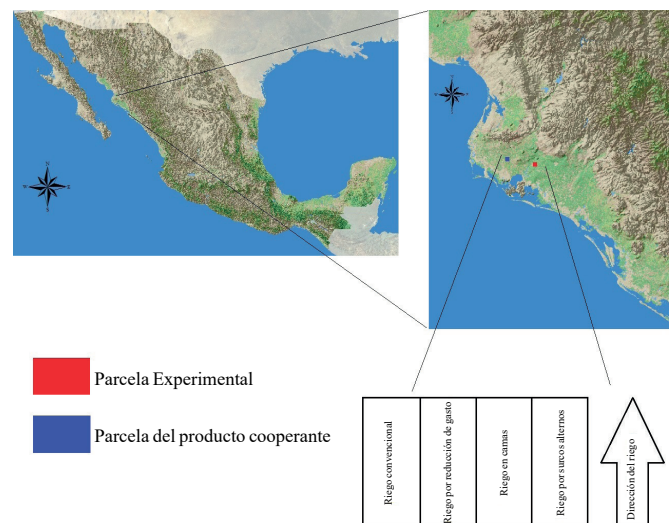 Parcela Experimental
Parcela del producto cooperante
Riego convencional
Riego por reducción de gasto
Riego en camas
Riego por surcos alternos
Dirección del riego